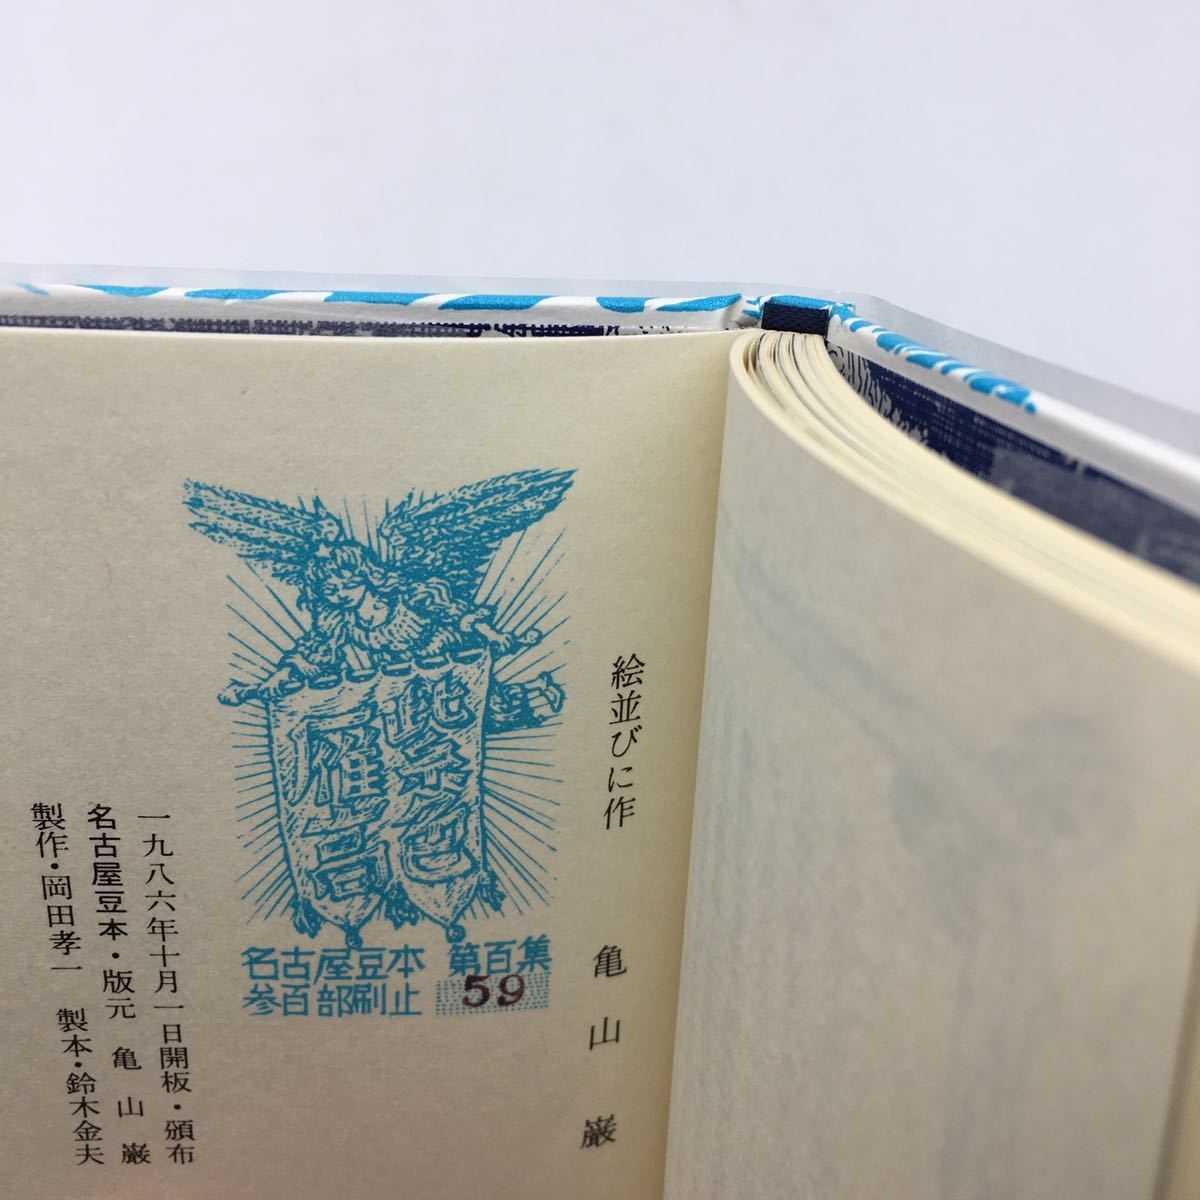 絵並びに作 亀山巌
名古屋豆本 第百集
参百部刷止 59
一九八六年十月一日開板・頒布
名古屋豆本・版元 亀山巌
製作・岡田孝一 製本・鈴木金夫